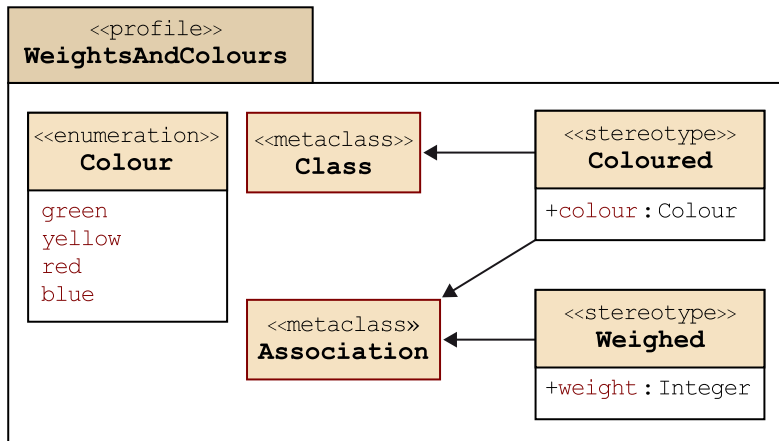 <<profile>>
WeightsAndColours
<<enumeration>>
Colour
green
yellow
red
blue
<<metaclass>>
Class
<<stereotype>>
Coloured
+colour:Colour
<<metaclass»
Association
<<stereotype>>
Weighed
+weight:Integer